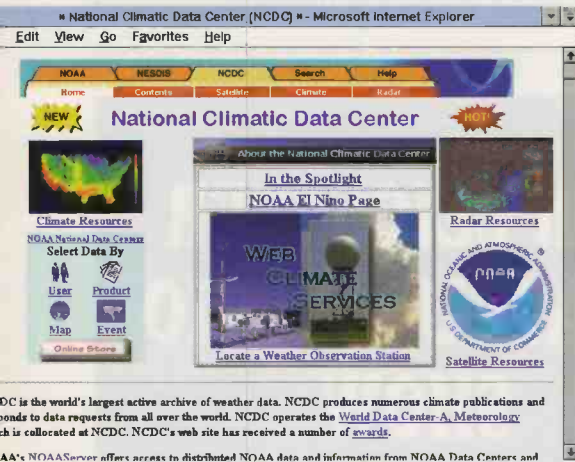 * National Climatic Data Center (NCDC) * - Microsoft Internet Explorer
Edit View Go Favorites Help
NOAA NESDIS NCDC Search Help
Home Contents Satellite Climate Radar
NEW
National Climatic Data Center
HOT!
About the National Climatic Data Center
In the Spotlight
NOAA El Nino Page
Climate Resources
Radar Resources
NOAA National Data Centers
Select Data By
User Product
Map Event
Online Store
WEB
CLIMATE
SERVICES
Locate a Weather Observation Station
NATIONAL OCEANIC AND ATMOSPHERIC ADMINISTRATION
NOAA
U.S. DEPARTMENT OF COMMERCE
®
Satellite Resources
DC is the world's largest active archive of weather data. NCDC produces numerous climate publications and
ponds to data requests from all over the world. NCDC operates the World Data Center-A, Meteorology
ch is collocated at NCDC. NCDC's web site has received a number of awards.
AA's NOAAServer offers access to distributed NOAA data and information from NOAA Data Centers and